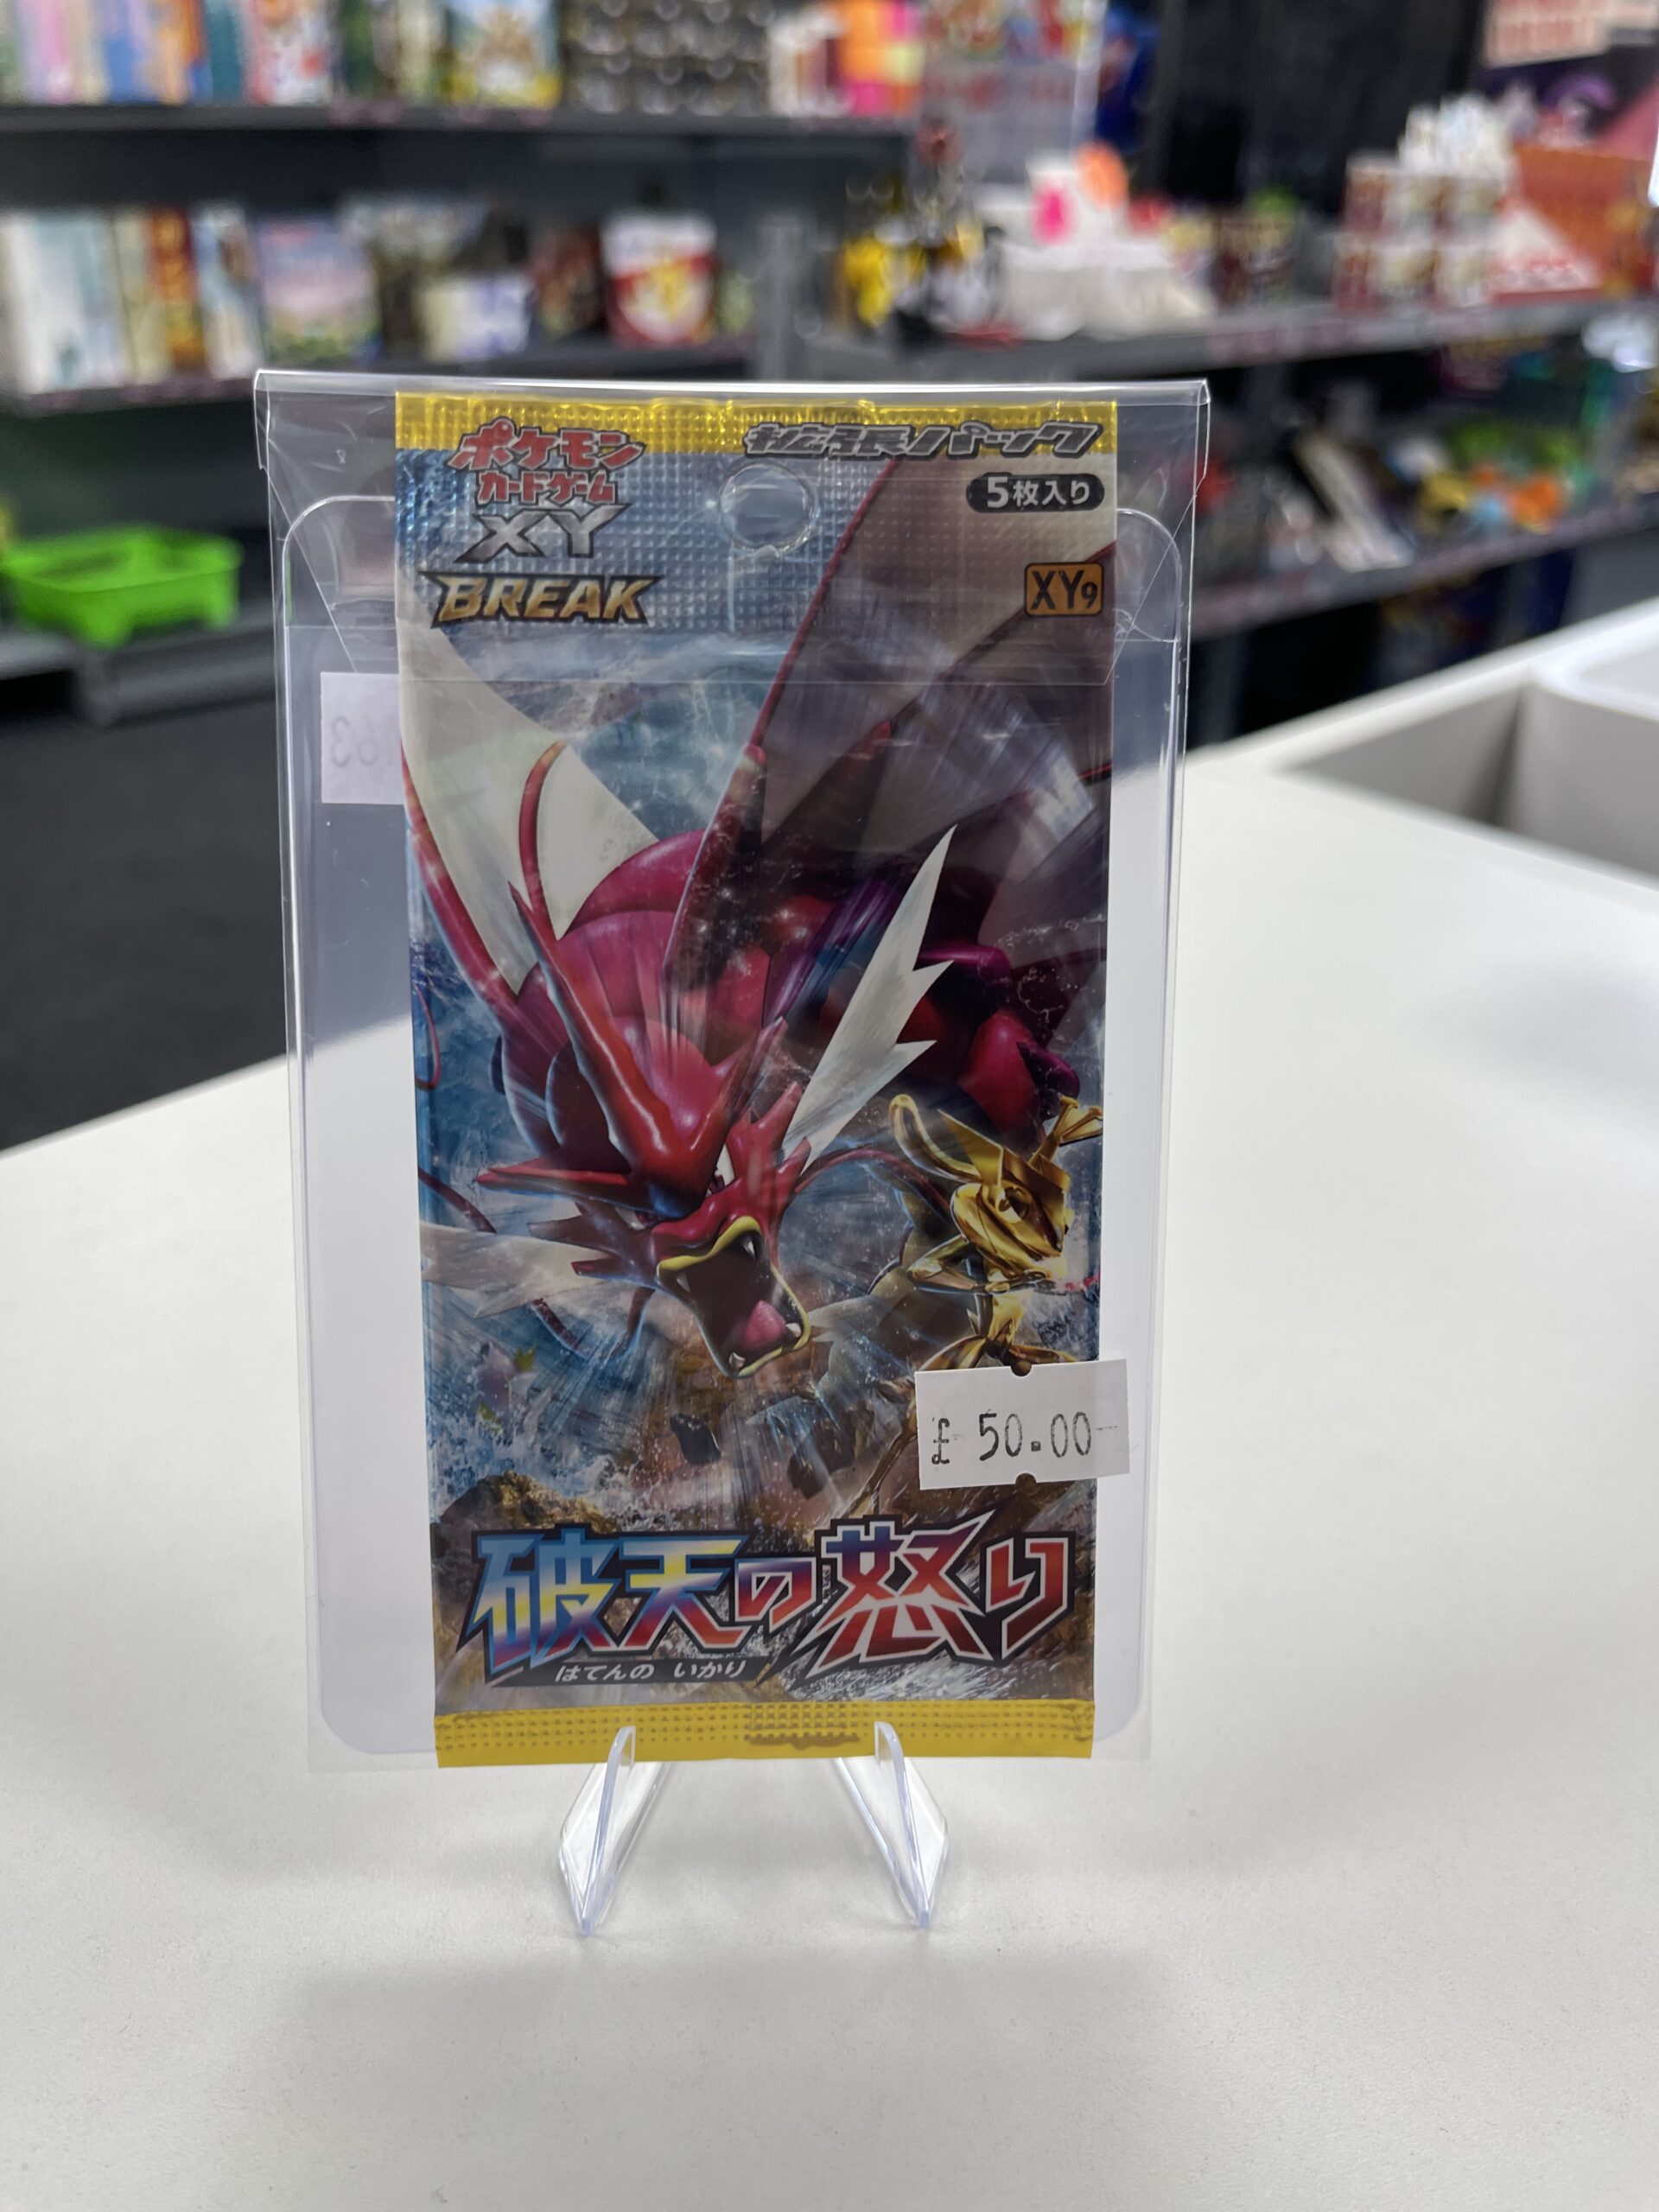 ポケモン
カードゲーム
XY
BREAK
拡張パック
5枚入り
XY9
163
£ 50.00
破天の怒り
はてんの いかり